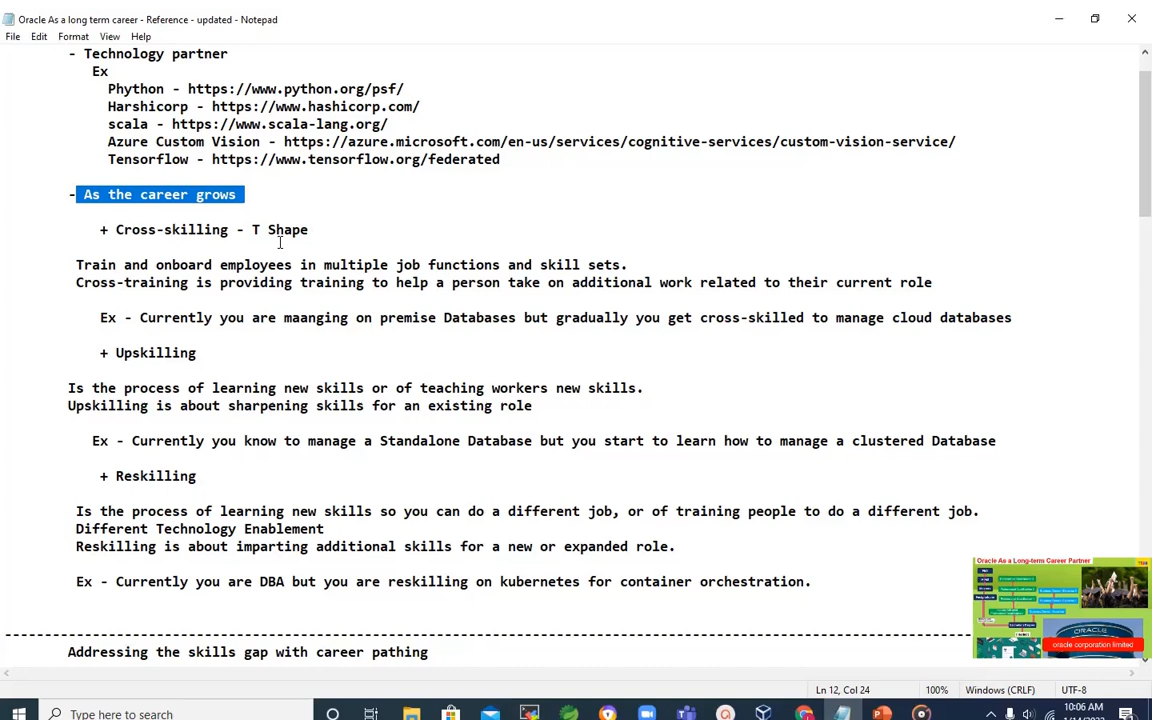 Oracle As a long term career - Reference - updated - Notepad
File Edit Format View Help
- Technology partner
Ex
Phython - https://www.python.org/psf/
Harshicorp - https://www.hashicorp.com/
scala - https://www.scala-lang.org/
Azure Custom Vision - https://azure.microsoft.com/en-us/services/cognitive-services/custom-vision-service/
Tensorflow - https://www.tensorflow.org/federated
- As the career grows
+ Cross-skilling - T Shape
Train and onboard employees in multiple job functions and skill sets.
Cross-training is providing training to help a person take on additional work related to their current role
Ex - Currently you are maanging on premise Databases but gradually you get cross-skilled to manage cloud databases
+ Upskilling
Is the process of learning new skills or of teaching workers new skills.
Upskilling is about sharpening skills for an existing role
Ex - Currently you know to manage a Standalone Database but you start to learn how to manage a clustered Database
+ Reskilling
Is the process of learning new skills so you can do a different job, or of training people to do a different job.
Different Technology Enablement
Reskilling is about imparting additional skills for a new or expanded role.
Ex - Currently you are DBA but you are reskilling on kubernetes for container orchestration.
Oracle As a Long-term Career Partner
ORACLE
oracle corporation limited
-----------------------------------------------------------------------------------------------------------------------
Addressing the skills gap with career pathing
Ln 12, Col 24 100% Windows (CRLF) UTF-8
Type here to search
10:06 AM